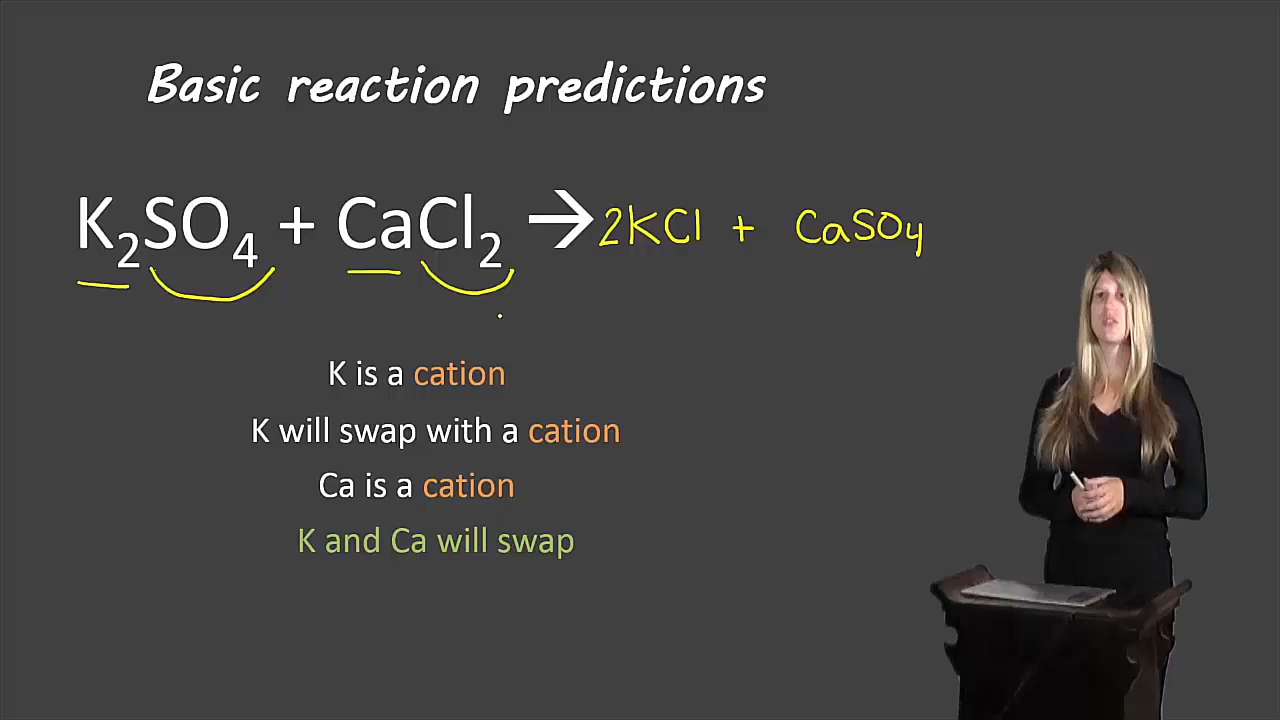 Basic reaction predictions
K₂SO₄ + CaCl₂ → 2KCl + CaSO₄
K is a cation
K will swap with a cation
Ca is a cation
K and Ca will swap